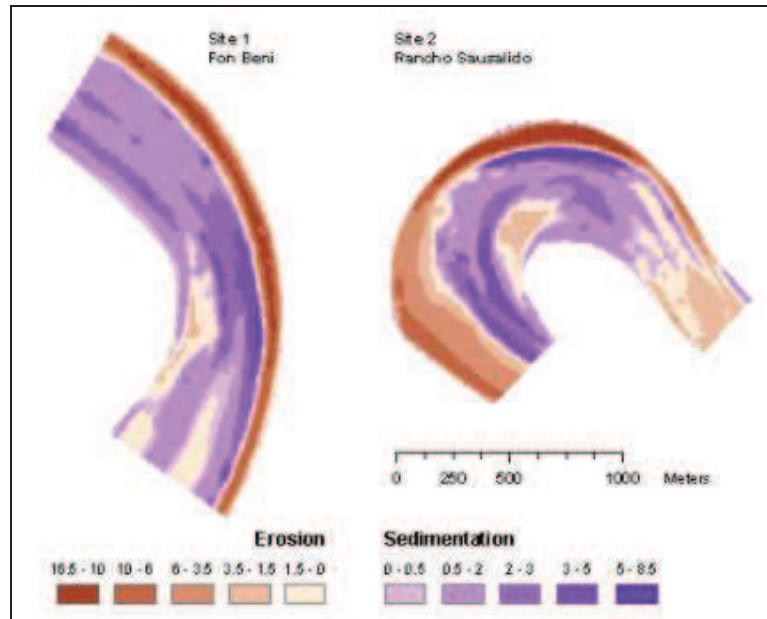 Site 1
Fon Beni
Site 2
Rancho Sausalido
0 250 500 1000 Meters
Erosion
16.5 - 10 10 - 6 6 - 3.5 3.5 - 1.5 1.5 - 0
Sedimentation
0 - 0.5 0.5 - 2 2 - 3 3 - 5 5 - 8.5